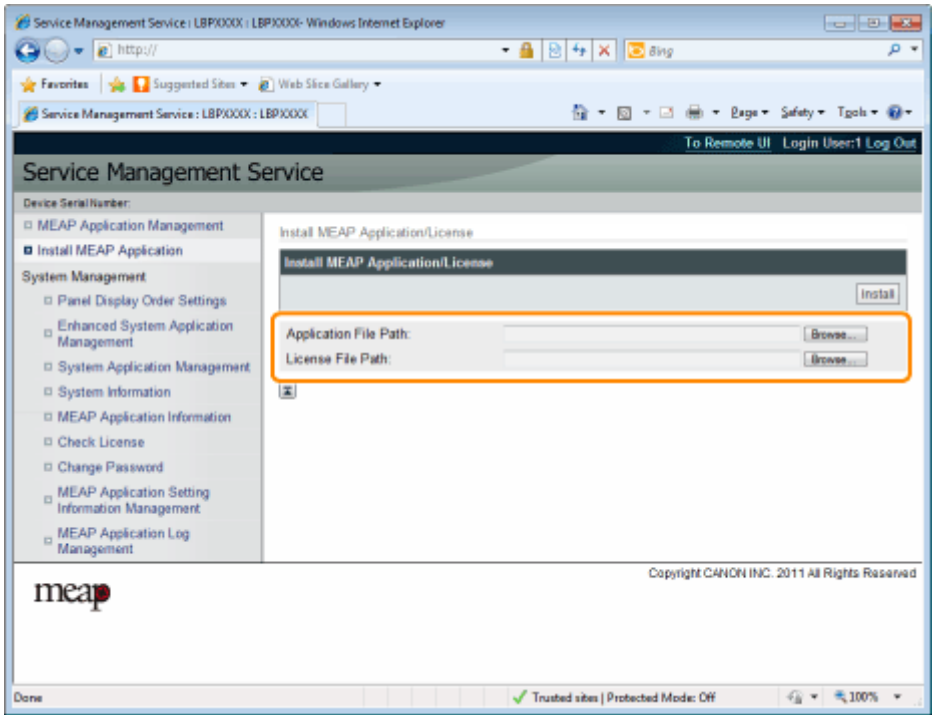 Service Management Service : LBPXXXX : LBPXXXX- Windows Internet Explorer
http://
Bing
Favorites
Suggested Sites
Web Slice Gallery
Service Management Service : LBPXXXX : LBPXXXX
Page
Safety
Tools
To Remote UI Login User:1 Log Out
Service Management Service
Device Serial Number:
MEAP Application Management
Install MEAP Application
System Management
Panel Display Order Settings
Enhanced System Application
Management
System Application Management
System Information
MEAP Application Information
Check License
Change Password
MEAP Application Setting
Information Management
MEAP Application Log
Management
Install MEAP Application/License
Install MEAP Application/License
Install
Application File Path:
Browse...
License File Path:
Browse...
Copyright CANON INC. 2011 All Rights Reserved
meap
Done
Trusted sites | Protected Mode: Off
100%